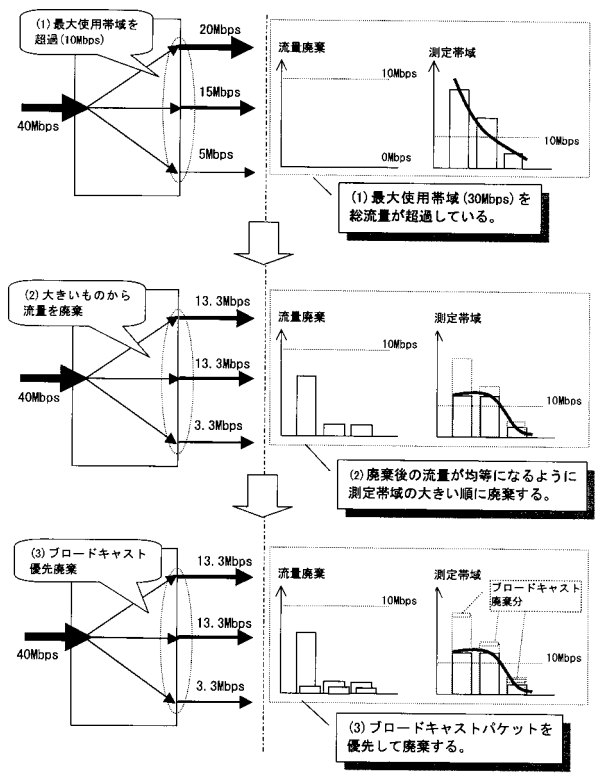 (1)最大使用帯域を
超過(10Mbps)
20Mbps
15Mbps
40Mbps
5Mbps
流量廃棄
10Mbps
0Mbps
測定帯域
10Mbps
(1)最大使用帯域(30Mbps)を
総流量が超過している。
(2)大きいものから
流量を廃棄
13.3Mbps
13.3Mbps
40Mbps
3.3Mbps
流量廃棄
10Mbps
測定帯域
10Mbps
(2)廃棄後の流量が均等になるように
測定帯域の大きい順に廃棄する。
(3)ブロードキャスト
優先廃棄
13.3Mbps
13.3Mbps
40Mbps
3.3Mbps
流量廃棄
10Mbps
測定帯域
ブロードキャスト
廃棄分
10Mbps
(3)ブロードキャストパケットを
優先して廃棄する。